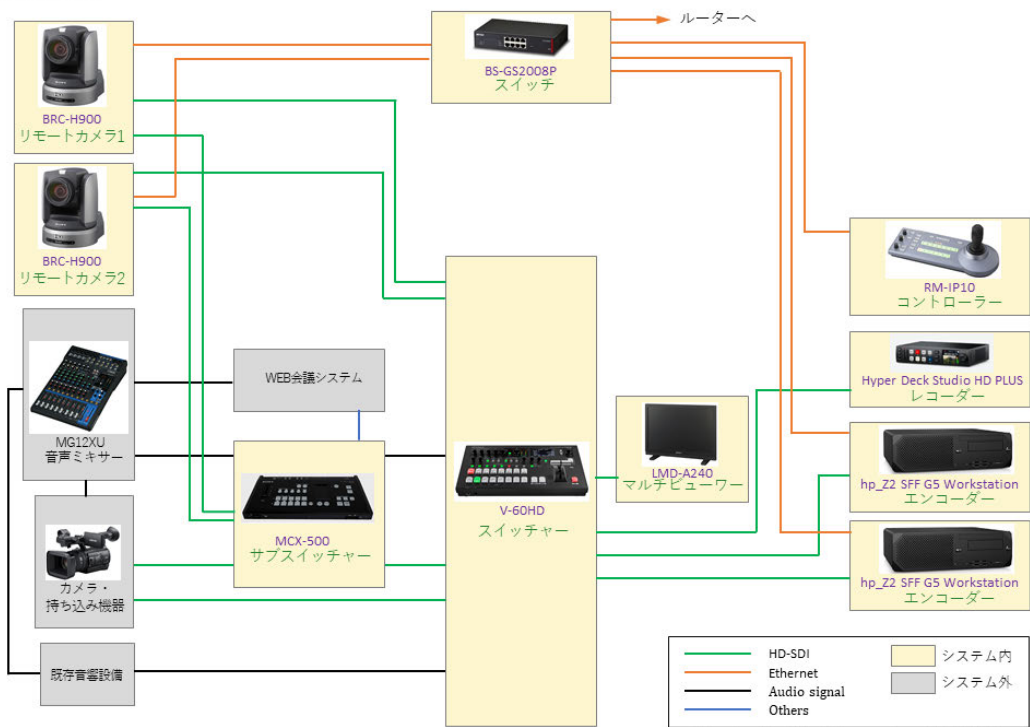 ルーターへ
BS-GS2008P
スイッチ
BRC-H900
リモートカメラ1
BRC-H900
リモートカメラ2
RM-IP10
コントローラー
MG12XU
音声ミキサー
WEB会議システム
Hyper Deck Studio HD PLUS
レコーダー
LMD-A240
マルチビューワー
hp_Z2 SFF G5 Workstation
エンコーダー
V-60HD
スイッチャー
MCX-500
サブスイッチャー
カメラ・
持ち込み機器
hp_Z2 SFF G5 Workstation
エンコーダー
既存音響設備
HD-SDI
Ethernet
Audio signal
Others
システム内
システム外